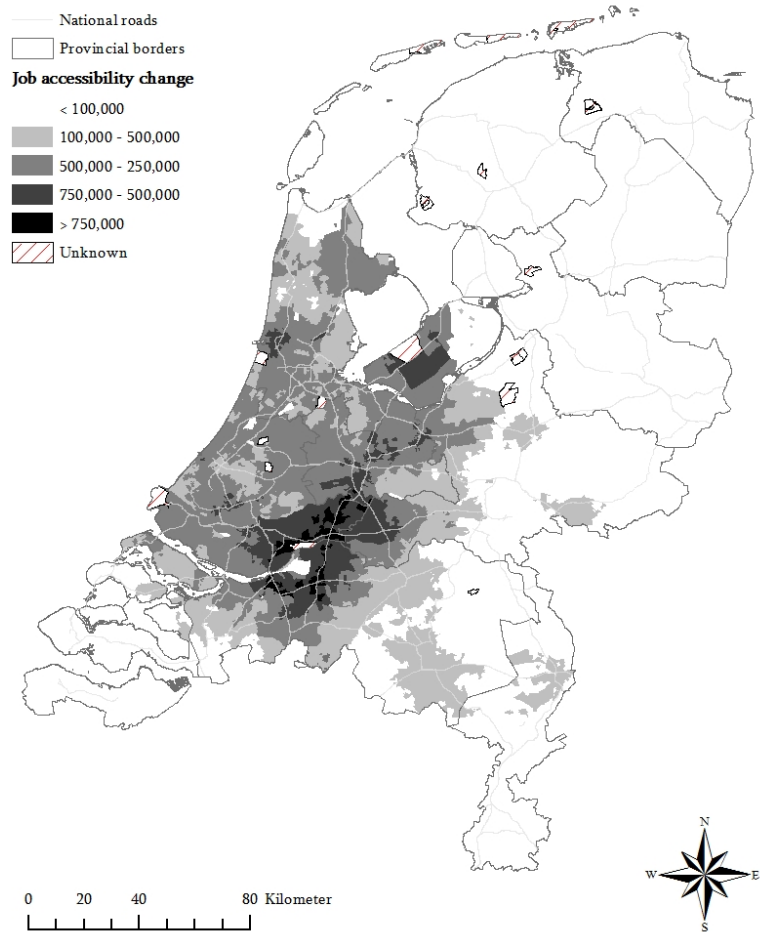 National roads
Provincial borders
Job accessibility change
< 100,000
100,000 - 500,000
500,000 - 250,000
750,000 - 500,000
> 750,000
Unknown
N
W E
S
0 20 40 80 Kilometer